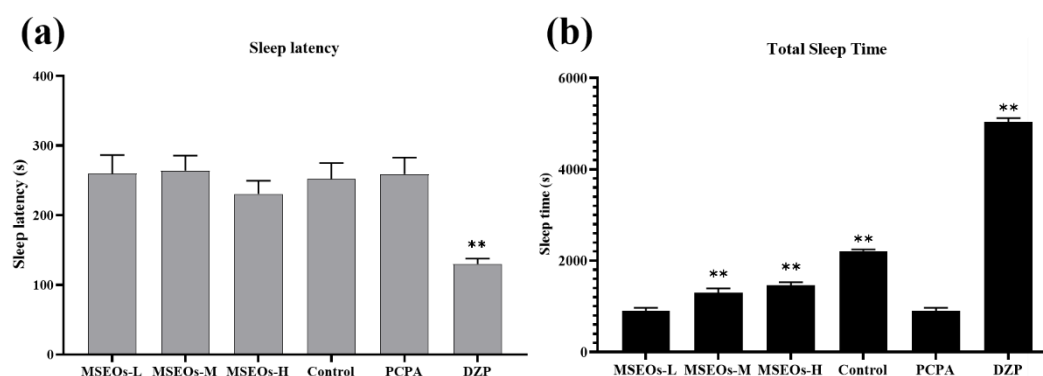 (a)
Sleep latency
Sleep latency (s)
400
300
200
100
0
**
MSEOs-L MSEOs-M MSEOs-H Control PCPA DZP
(b)
Total Sleep Time
Sleep time (s)
6000
4000
2000
0
** ** ** **
MSEOs-L MSEOs-M MSEOs-H Control PCPA DZP